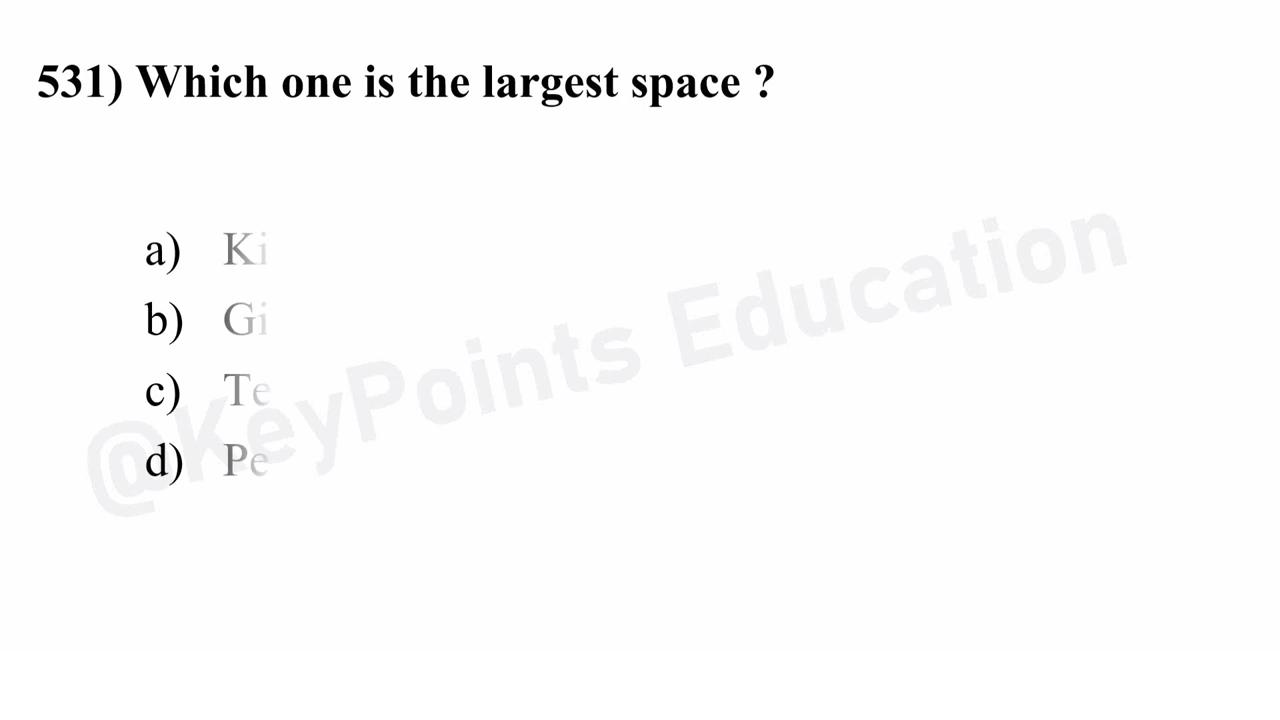 531) Which one is the largest space ?
a) Ki
b) Gi
c) Te
d) Pe
@KeyPoints Education